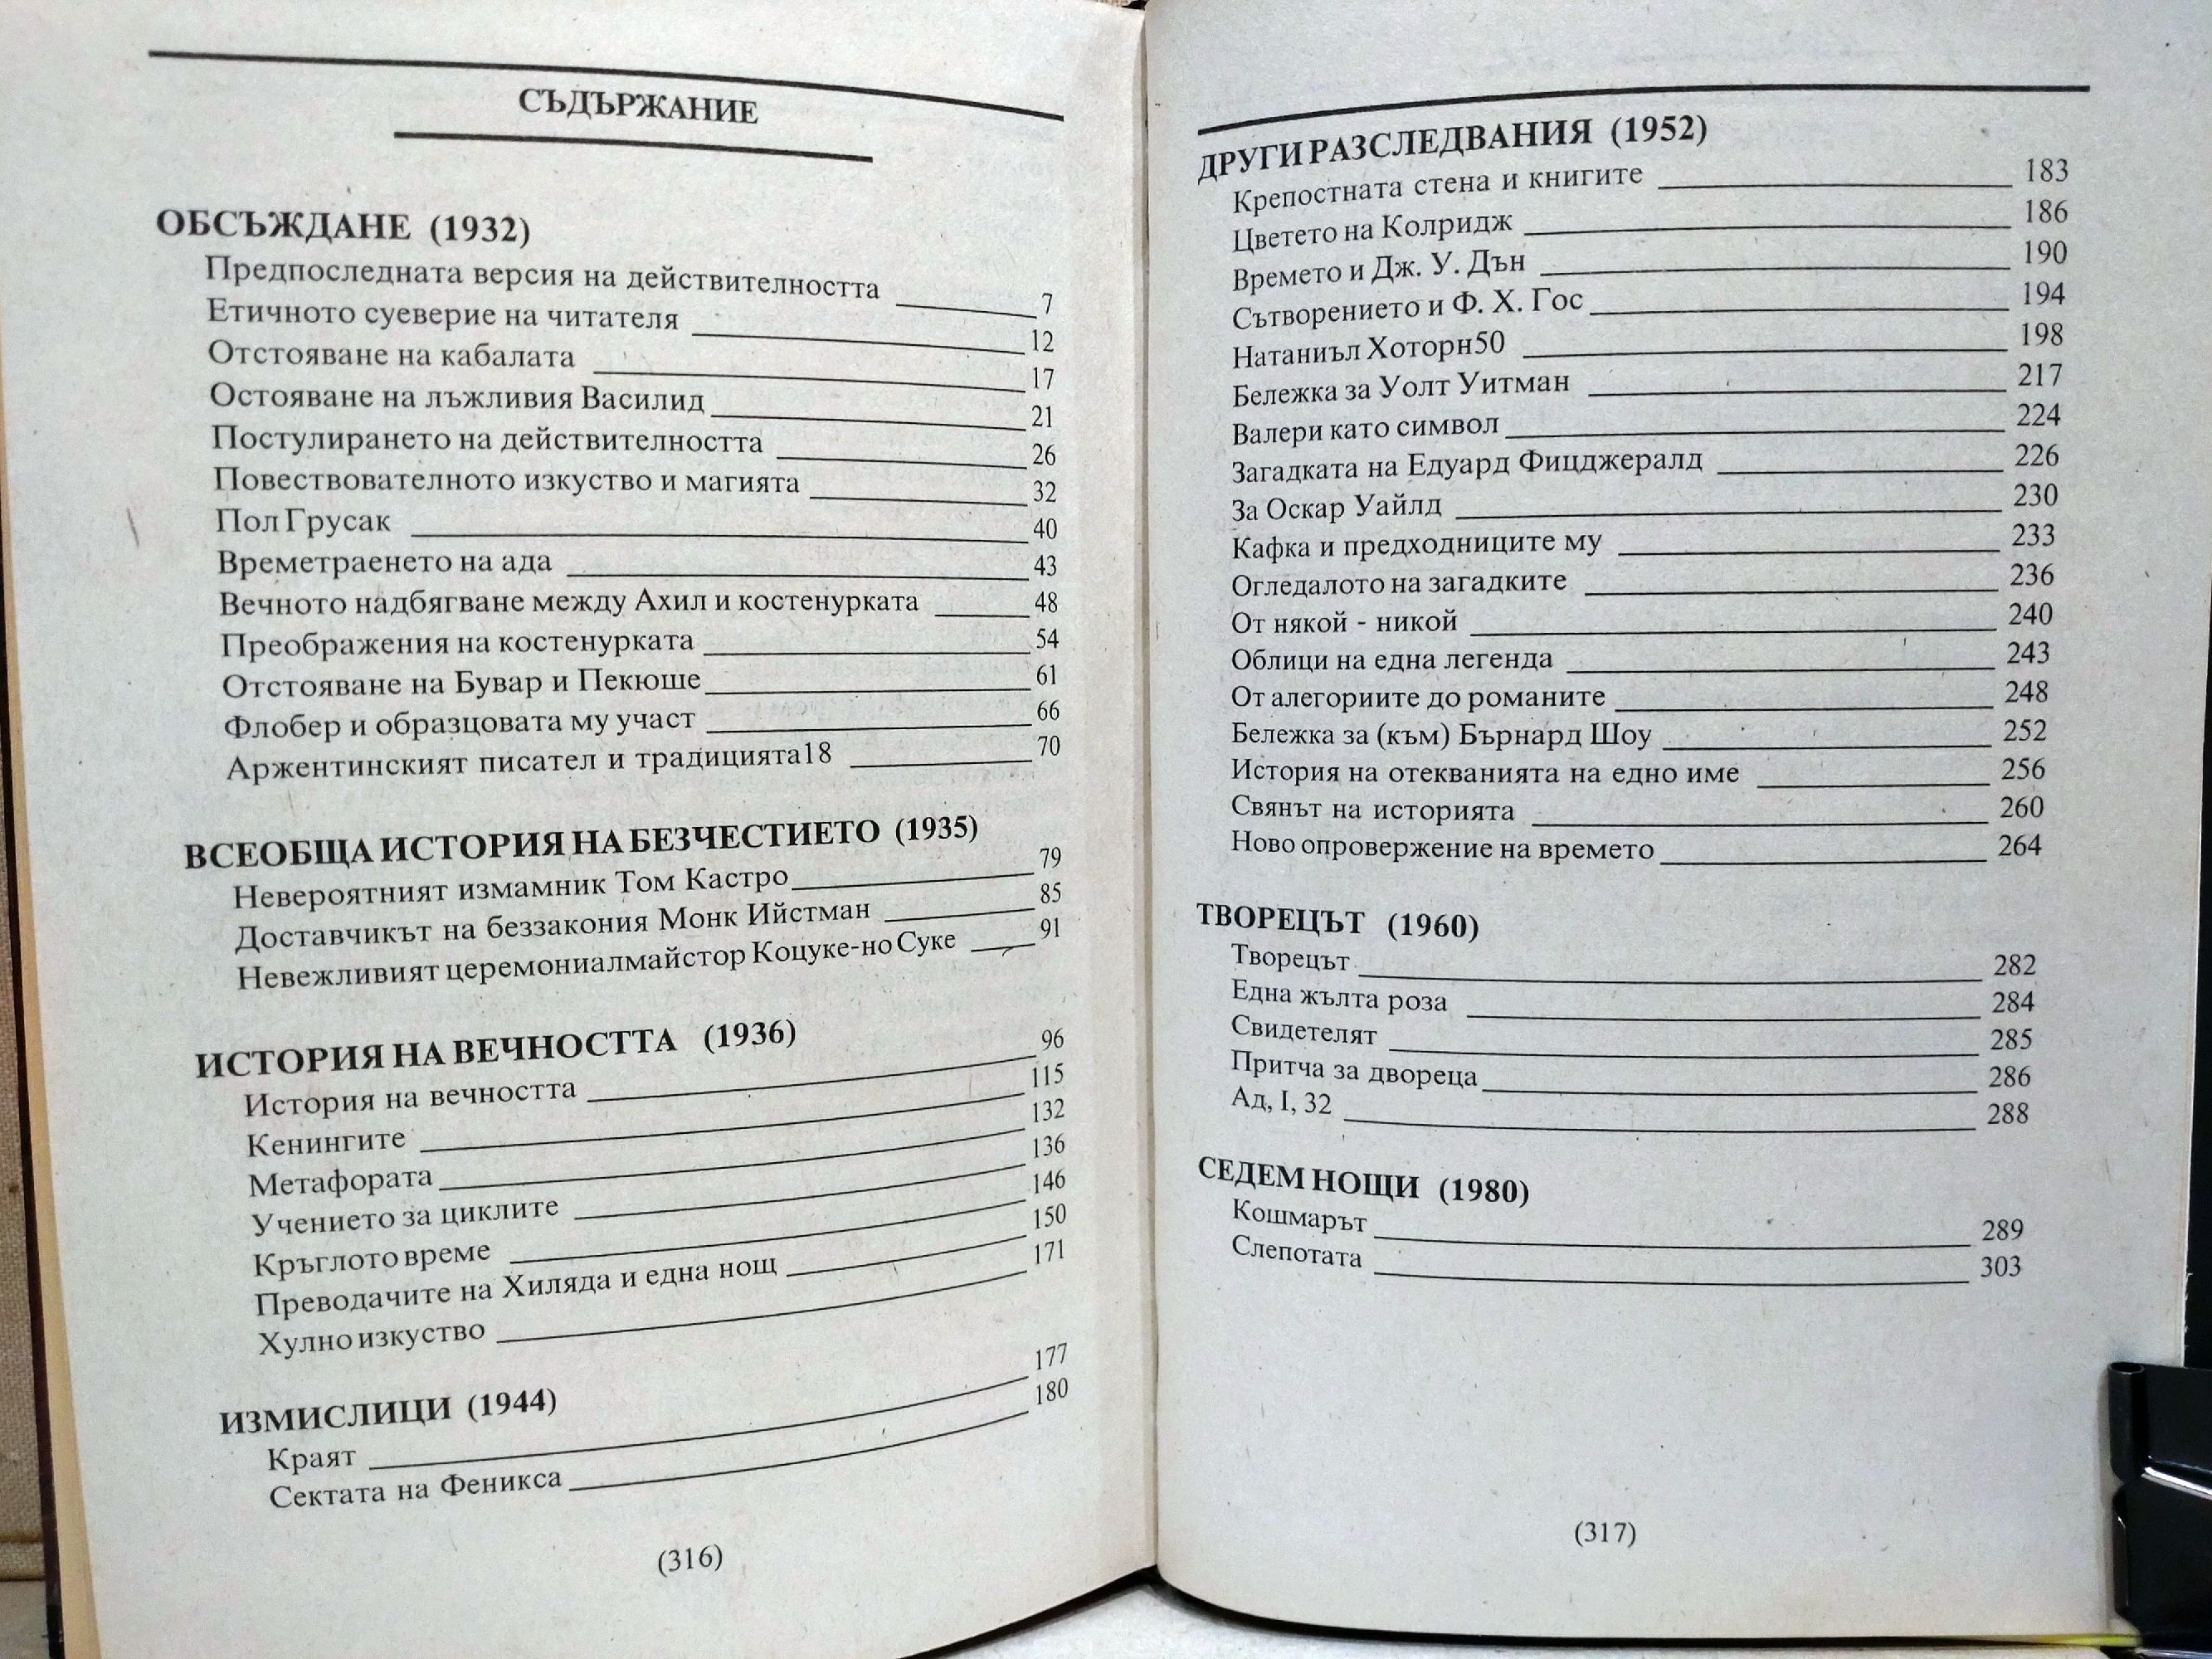 СЪДЪРЖАНИЕ
ОБСЪЖДАНЕ (1932)
Предпоследната версия на действителността 7
Етичното суеверие на читателя 12
Отстояване на кабалата 17
Остояване на лъжливия Василид 21
Постулирането на действителността 26
Повествователното изкуство и магията 32
Пол Грусак 40
Времетраенето на ада 43
Вечното надбягване между Ахил и костенурката 48
Преображения на костенурката 54
Отстояване на Бувар и Пекюше 61
Флобер и образцовата му участ 66
Аржентинският писател и традицията18 70
ВСЕОБЩА ИСТОРИЯ НА БЕЗЧЕСТИЕТО (1935)
Невероятният измамник Том Кастро 79
Доставчикът на беззакония Монк Ийстман 85
Невежливият церемониалмайстор Коцуке-но Суке 91
ИСТОРИЯ НА ВЕЧНОСТТА (1936)
История на вечността 96
Кенингите 115
Метафората 132
Учението за циклите 136
Кръглото време 146
Преводачите на Хиляда и една нощ 150
Хулно изкуство 171
ИЗМИСЛИЦИ (1944)
Краят 177
Сектата на Феникса 180
(316)
ДРУГИ РАЗСЛЕДВАНИЯ (1952)
Крепостната стена и книгите 183
Цветето на Колридж 186
Времето и Дж. У. Дън 190
Сътворението и Ф. Х. Гос 194
Натаниъл Хоторн50 198
Бележка за Уолт Уитман 217
Валери като символ 224
Загадката на Едуард Фицджералд 226
За Оскар Уайлд 230
Кафка и предходниците му 233
Огледалото на загадките 236
От някой - никой 240
Облици на една легенда 243
От алегориите до романите 248
Бележка за (към) Бърнард Шоу 252
История на отекванията на едно име 256
Свянът на историята 260
Ново опровержение на времето 264
ТВОРЕЦЪТ (1960)
Творецът 282
Една жълта роза 284
Свидетелят 285
Притча за двореца 286
Ад, I, 32 288
СЕДЕМ НОЩИ (1980)
Кошмарът 289
Слепотата 303
(317)